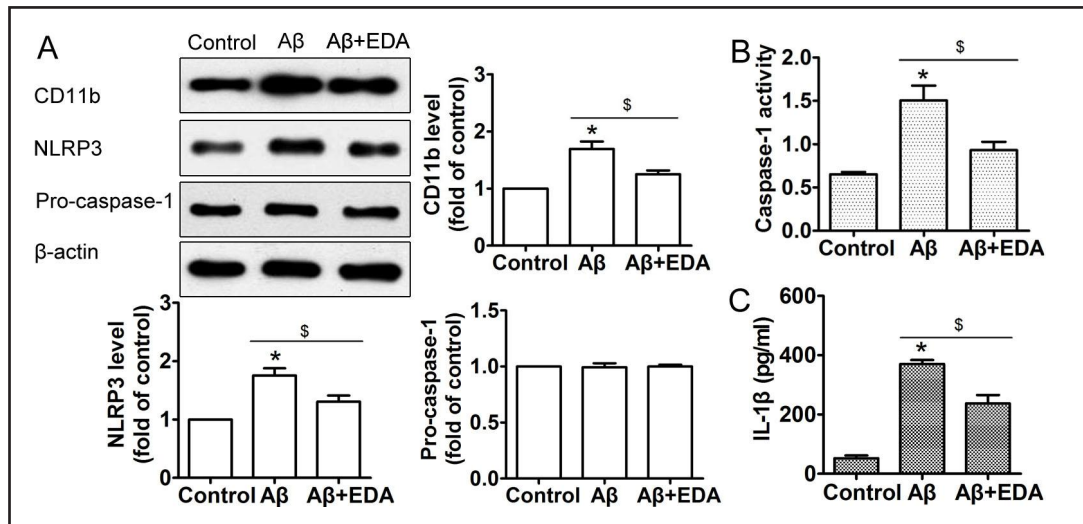 A
Control Aβ Aβ+EDA
CD11b
NLRP3
Pro-caspase-1
β-actin
CD11b level
(fold of control)
3
2
1
0
$
*
Control Aβ Aβ+EDA
B
Caspase-1 activity
2.0
1.5
1.0
0.5
0.0
$
*
Control Aβ Aβ+EDA
NLRP3 level
(fold of control)
3
2
1
0
$
*
Control Aβ Aβ+EDA
Pro-caspase-1
(fold of control)
1.5
1.0
0.5
0.0
Control Aβ Aβ+EDA
C
IL-1β (pg/ml)
600
400
200
0
$
*
Control Aβ Aβ+EDA